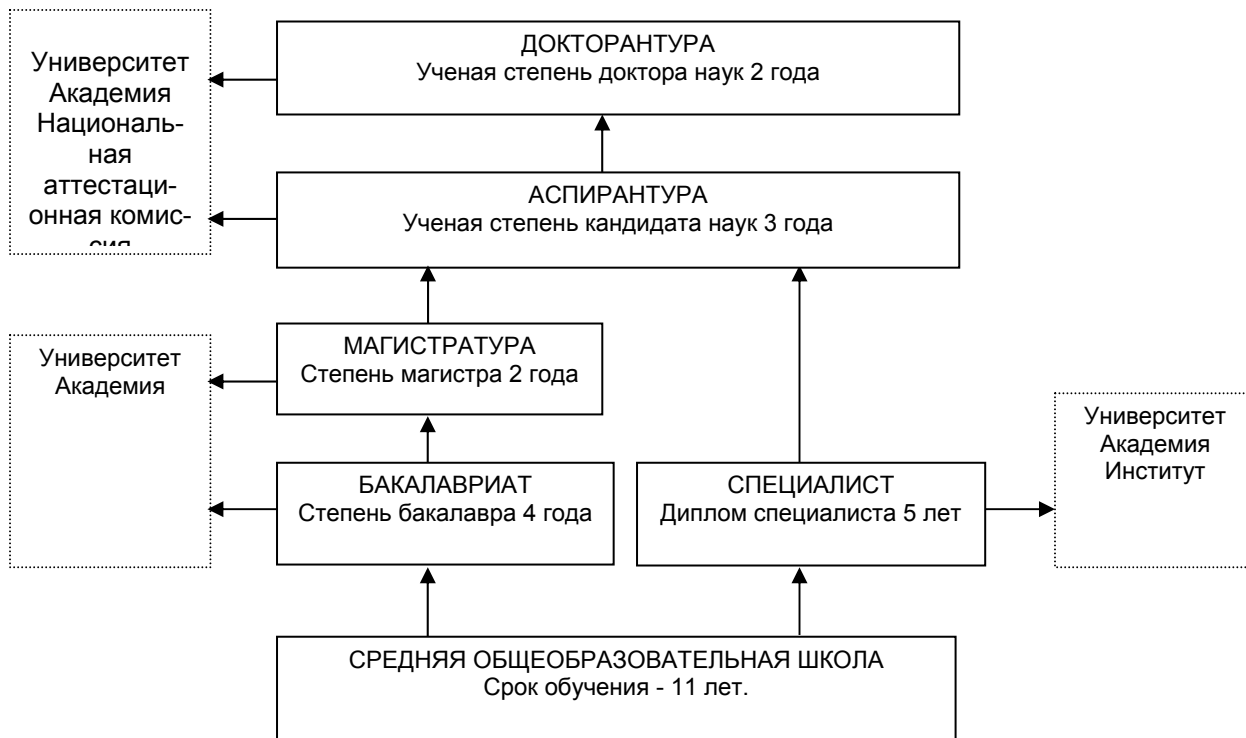 ДОКТОРАНТУРА
Ученая степень доктора наук 2 года
Университет
Академия
Националь-
ная
аттестаци-
онная комис-
сия
АСПИРАНТУРА
Ученая степень кандидата наук 3 года
МАГИСТРАТУРА
Степень магистра 2 года
Университет
Академия
БАКАЛАВРИАТ
Степень бакалавра 4 года
СПЕЦИАЛИСТ
Диплом специалиста 5 лет
Университет
Академия
Институт
СРЕДНЯЯ ОБЩЕОБРАЗОВАТЕЛЬНАЯ ШКОЛА
Срок обучения - 11 лет.